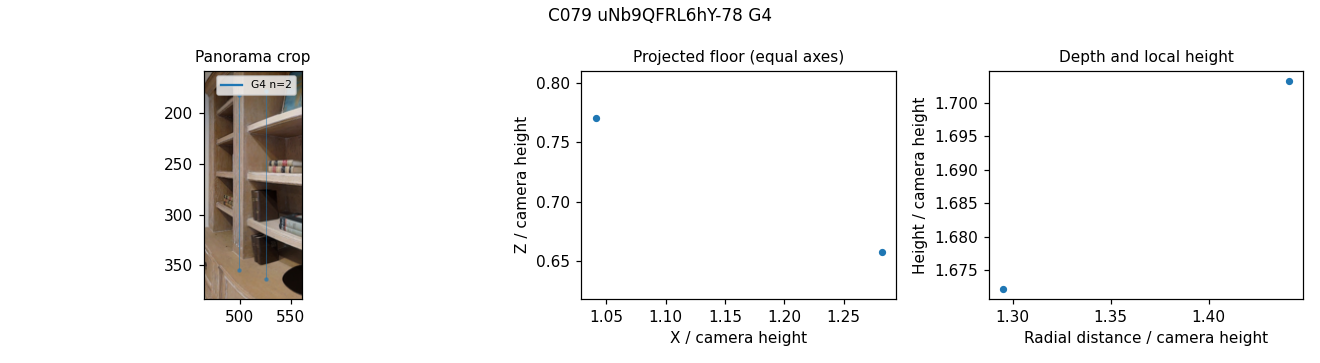 C079 uNb9QFRL6hY-78 G4
Panorama crop
G4 n=2
200
250
300
350
500
550
Projected floor (equal axes)
Z / camera height
0.80
0.75
0.70
0.65
1.05
1.10
1.15
1.20
1.25
X / camera height
Depth and local height
Height / camera height
1.700
1.695
1.690
1.685
1.680
1.675
1.30
1.35
1.40
Radial distance / camera height